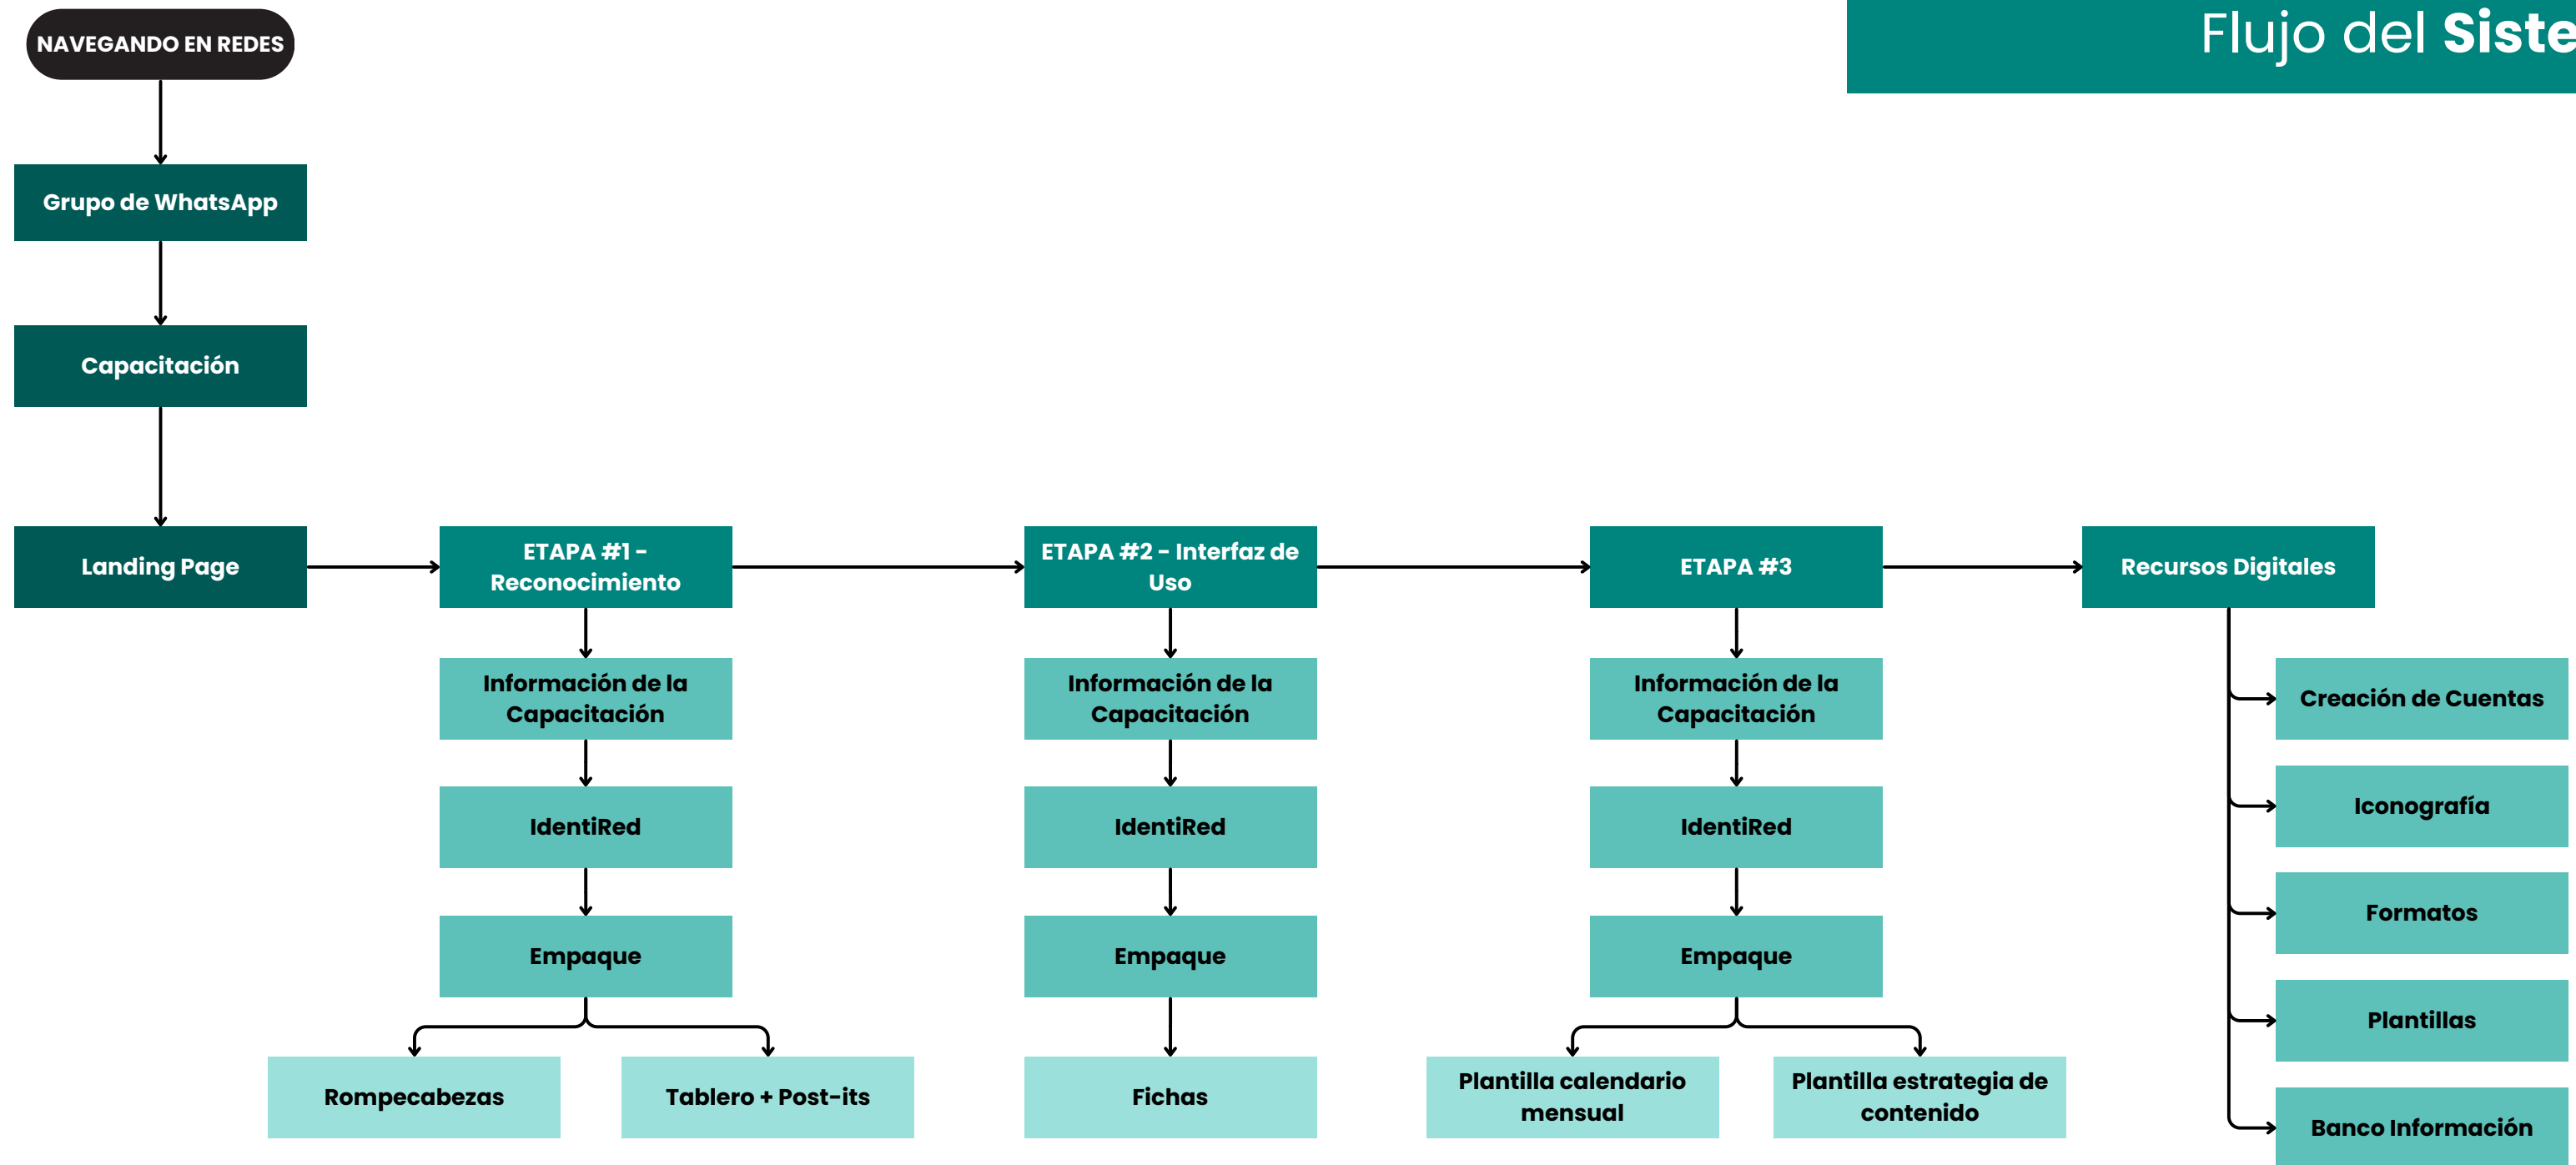 NAVEGANDO EN REDES
Flujo del Siste
Grupo de WhatsApp
Capacitación
Landing Page
ETAPA #1 -
Reconocimiento
ETAPA #2 - Interfaz de
Uso
ETAPA #3
Recursos Digitales
Información de la
Capacitación
Información de la
Capacitación
Información de la
Capacitación
Creación de Cuentas
IdentiRed
IdentiRed
IdentiRed
Iconografía
Empaque
Empaque
Empaque
Formatos
Plantillas
Rompecabezas
Tablero + Post-its
Fichas
Plantilla calendario
mensual
Plantilla estrategia de
contenido
Banco Información